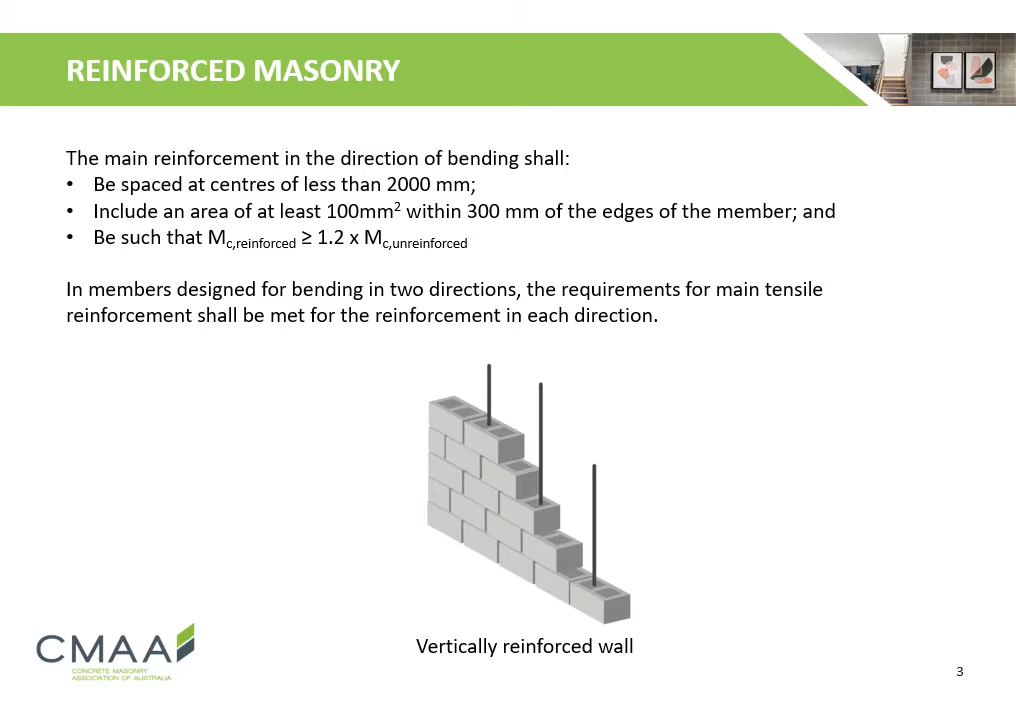 REINFORCED MASONRY
The main reinforcement in the direction of bending shall:
• Be spaced at centres of less than 2000 mm;
• Include an area of at least 100mm² within 300 mm of the edges of the member; and
• Be such that Mc,reinforced ≥ 1.2 x Mc,unreinforced
In members designed for bending in two directions, the requirements for main tensile
reinforcement shall be met for the reinforcement in each direction.
Vertically reinforced wall
CMAA
CONCRETE MASONRY
ASSOCIATION OF AUSTRALIA
3